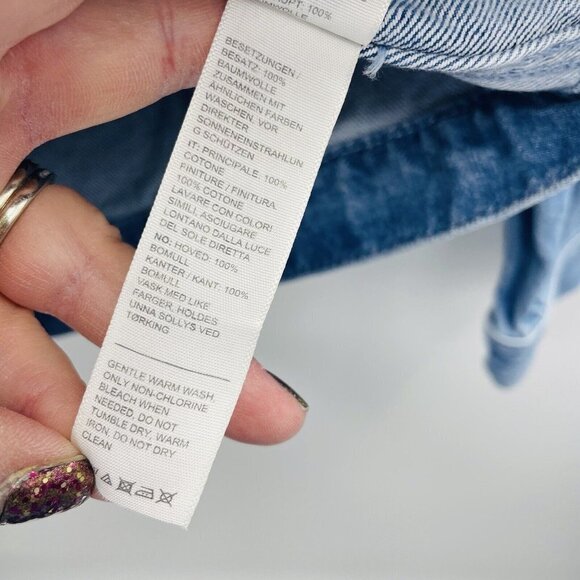 100%
BESETZUNGEN /
BESATZ: 100%
BAUMWOLLE
ZUSAMMEN MIT
ÄHNLICHEN FARBEN
WASCHEN. VOR
DIREKTER
SONNENEINSTRAHLUN
G SCHÜTZEN
IT: PRINCIPALE: 100%
COTONE
FINITURE / FINITURA:
100% COTONE
LAVARE CON COLORI
SIMILI, ASCIUGARE
LONTANO DALLA LUCE
DEL SOLE DIRETTA
NO: HOVED: 100%
BOMULL
KANTER / KANT: 100%
BOMULL
VASK MED LIKE
FARGER, HOLDES
UNNA SOLLYS VED
TØRKING
GENTLE WARM WASH,
ONLY NON-CHLORINE
BLEACH WHEN
NEEDED, DO NOT
TUMBLE DRY, WARM
IRON, DO NOT DRY
CLEAN